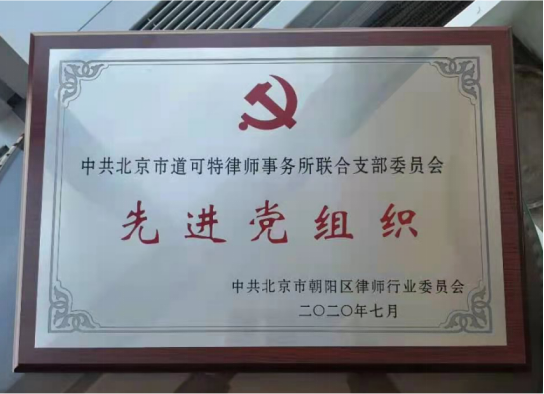 中共北京市道可特律师事务所联合支部委员会
先进党组织
中共北京市朝阳区律师行业委员会
二〇二〇年七月